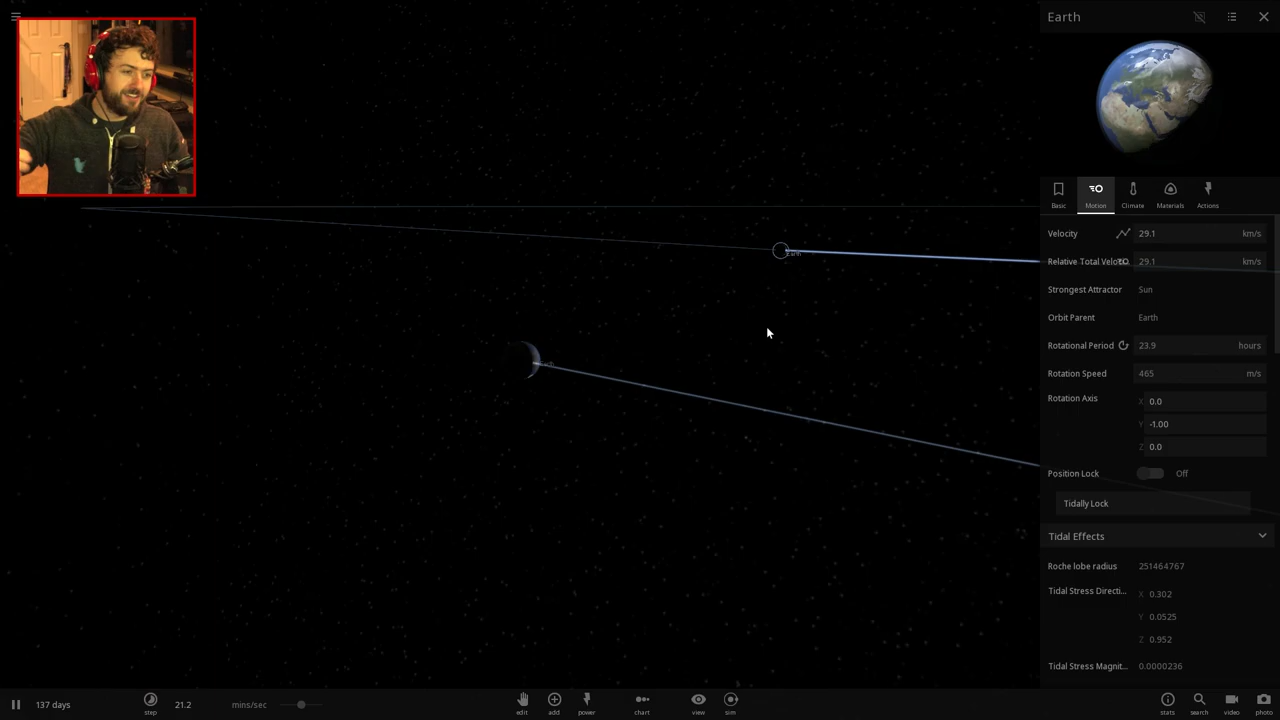 Earth
Basic
Motion
Climate
Materials
Actions
Velocity 29.1 km/s
Relative Total Velo 29.1 km/s
Strongest Attractor Sun
Orbit Parent Earth
Rotational Period 23.9 hours
Rotation Speed 465 m/s
Rotation Axis X 0.0
Y -1.00
Z 0.0
Position Lock Off
Tidally Lock
Tidal Effects
Roche lobe radius 251464767
Tidal Stress Directi... X 0.302
Y 0.0525
Z 0.952
Tidal Stress Magnit... 0.0000236
Earth
Earth
137 days
step
21.2 mins/sec
edit
add
power
chart
view
sim
stats
search
video
photo